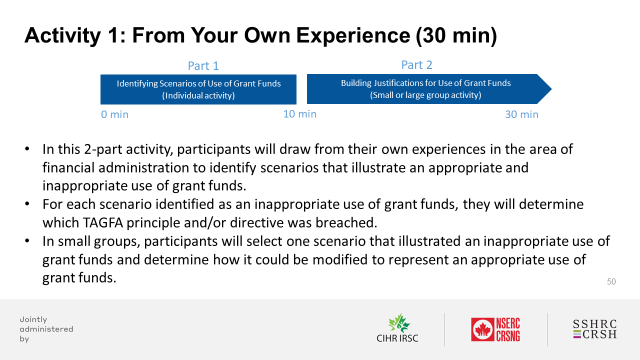 Activity 1: From Your Own Experience (30 min)
Part 1
Part 2
Identifying Scenarios of Use of Grant Funds
(Individual activity)
Building Justifications for Use of Grant Funds
(Small or large group activity)
0 min
10 min
30 min
• In this 2-part activity, participants will draw from their own experiences in the area of
financial administration to identify scenarios that illustrate an appropriate and
inappropriate use of grant funds.
• For each scenario identified as an inappropriate use of grant funds, they will determine
which TAGFA principle and/or directive was breached.
• In small groups, participants will select one scenario that illustrated an inappropriate use of
grant funds and determine how it could be modified to represent an appropriate use of
grant funds.
50
Jointly
administered
by
CIHR IRSC
NSERC
CRSNG
SSHRC
CRSH